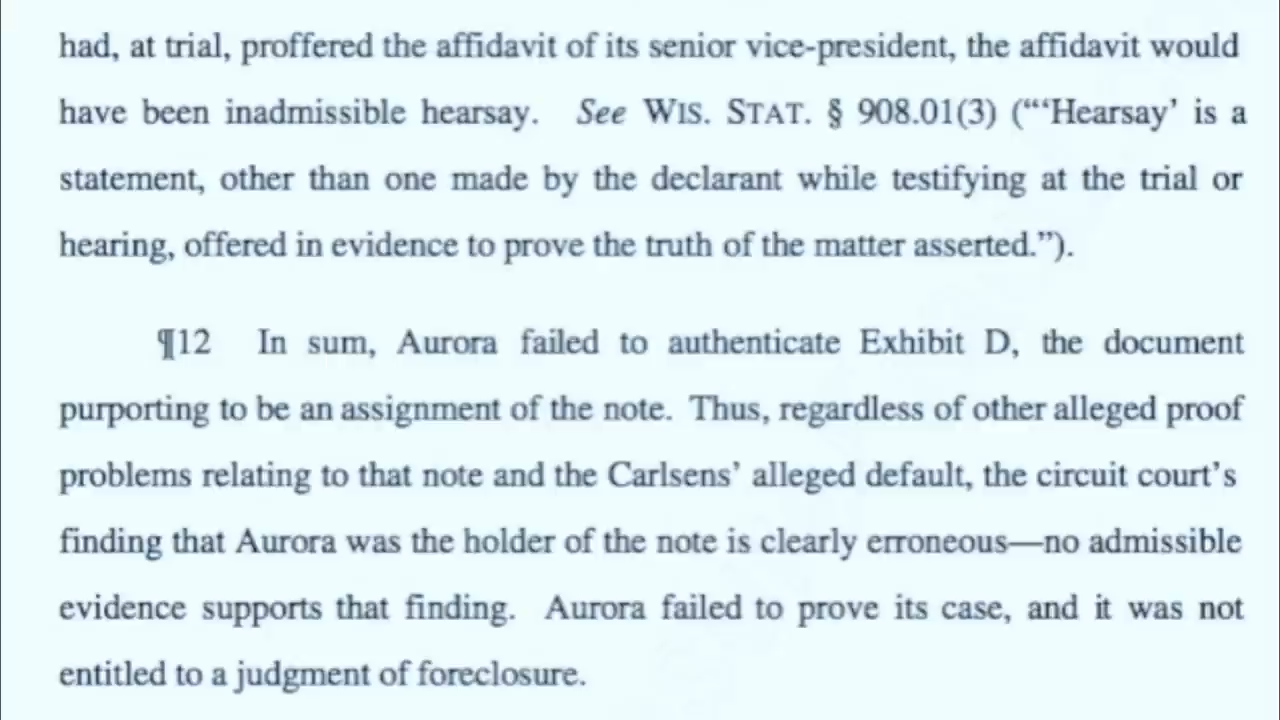 had, at trial, proffered the affidavit of its senior vice-president, the affidavit would
have been inadmissible hearsay. See WIS. STAT. § 908.01(3) (“‘Hearsay’ is a
statement, other than one made by the declarant while testifying at the trial or
hearing, offered in evidence to prove the truth of the matter asserted.”).
¶12 In sum, Aurora failed to authenticate Exhibit D, the document
purporting to be an assignment of the note. Thus, regardless of other alleged proof
problems relating to that note and the Carlsens’ alleged default, the circuit court’s
finding that Aurora was the holder of the note is clearly erroneous—no admissible
evidence supports that finding. Aurora failed to prove its case, and it was not
entitled to a judgment of foreclosure.